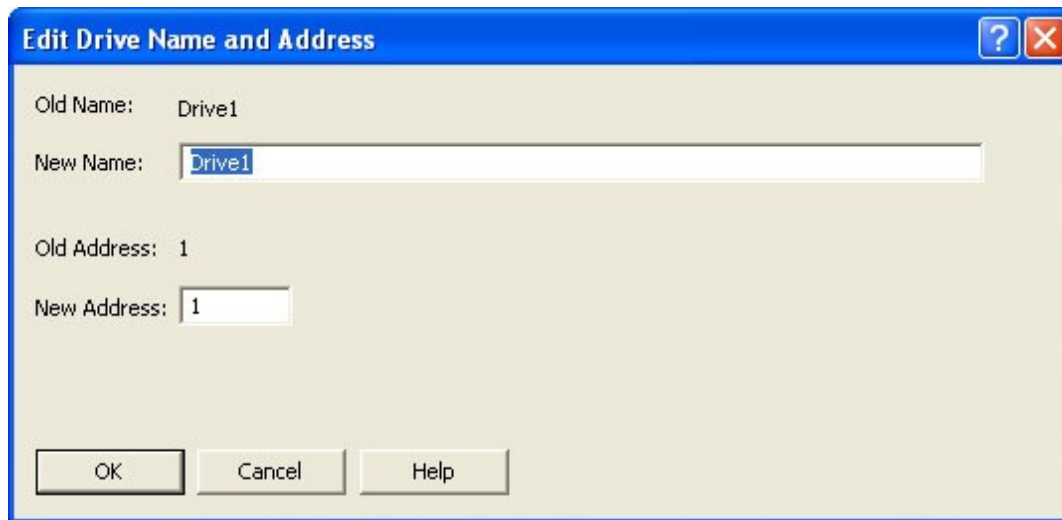 Edit Drive Name and Address
Old Name: Drive1
New Name: Drive1
Old Address: 1
New Address: 1
OK Cancel Help